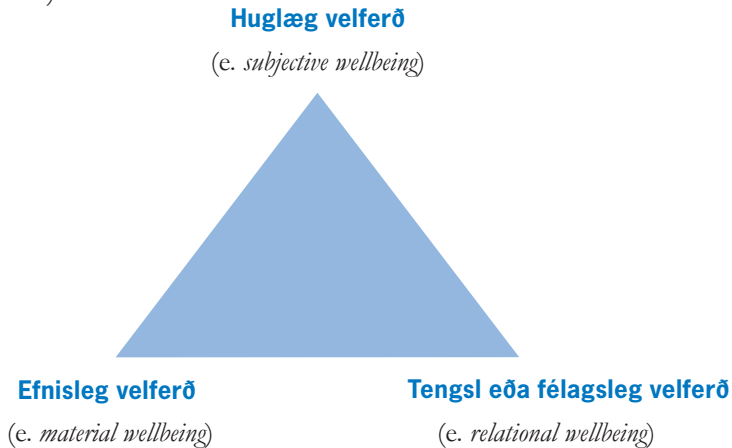 Huglæg velferð
(e. subjective wellbeing)
Efnisleg velferð
(e. material wellbeing)
Tengsl eða félagsleg velferð
(e. relational wellbeing)